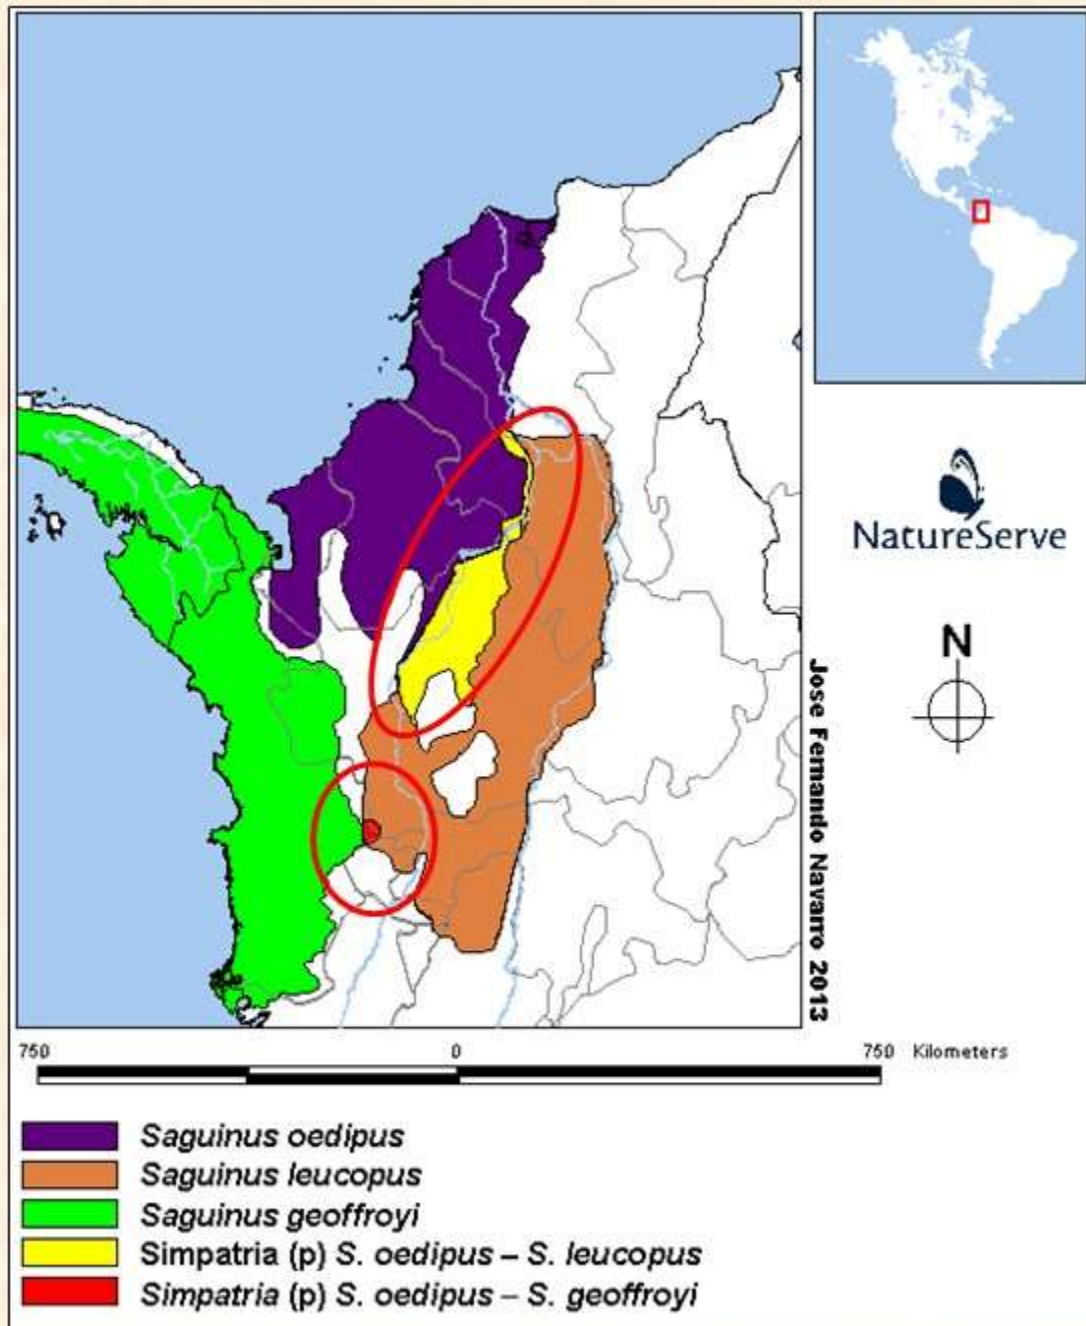 NatureServe
N
Jose Fernando Navarro 2013
750 0 750 Kilometers
Saguinus oedipus
Saguinus leucopus
Saguinus geoffroyi
Simpatria (p) S. oedipus – S. leucopus
Simpatria (p) S. oedipus – S. geoffroyi